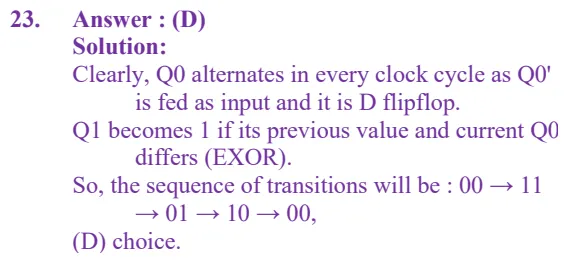 23. Answer : (D)
Solution:
Clearly, Q0 alternates in every clock cycle as Q0'
is fed as input and it is D flipflop.
Q1 becomes 1 if its previous value and current Q0
differs (EXOR).
So, the sequence of transitions will be : 00 → 11
→ 01 → 10 → 00,
(D) choice.